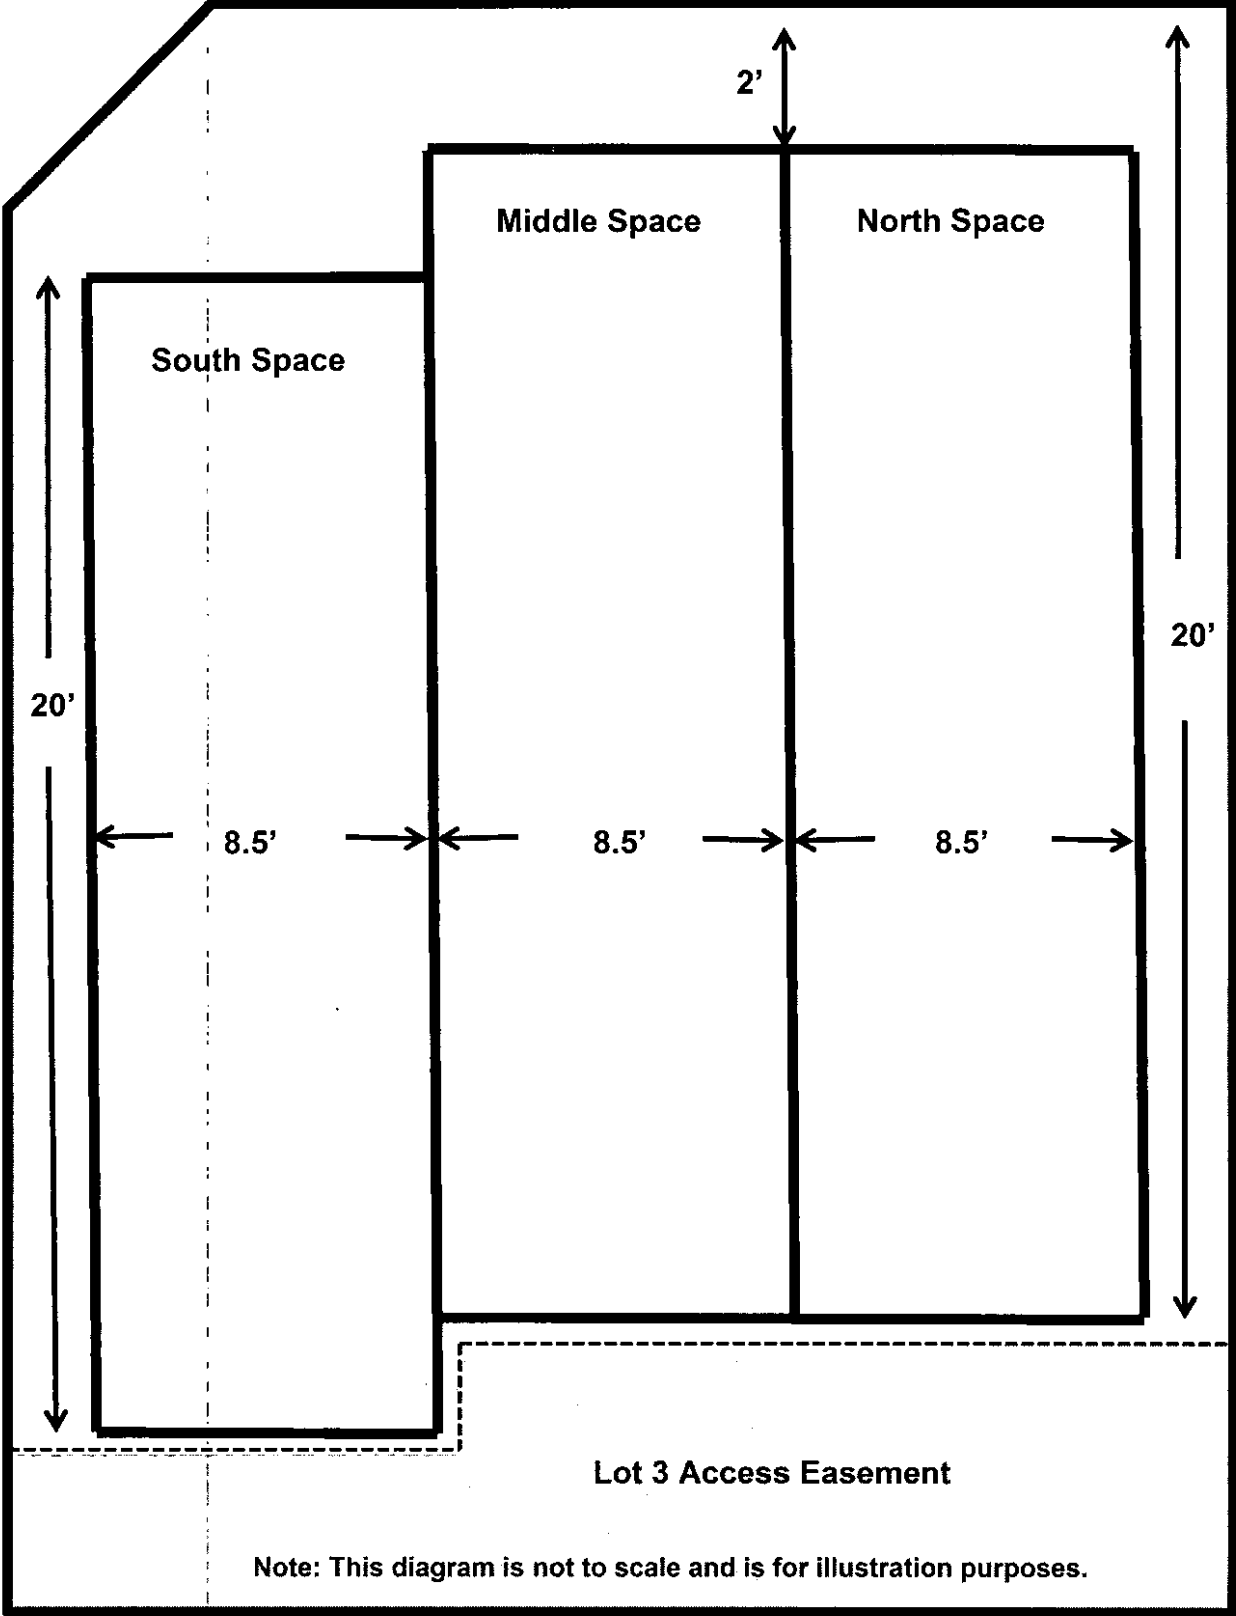 2’
Middle Space
North Space
South Space
20’
20’
8.5’
8.5’
8.5’
Lot 3 Access Easement
Note: This diagram is not to scale and is for illustration purposes.